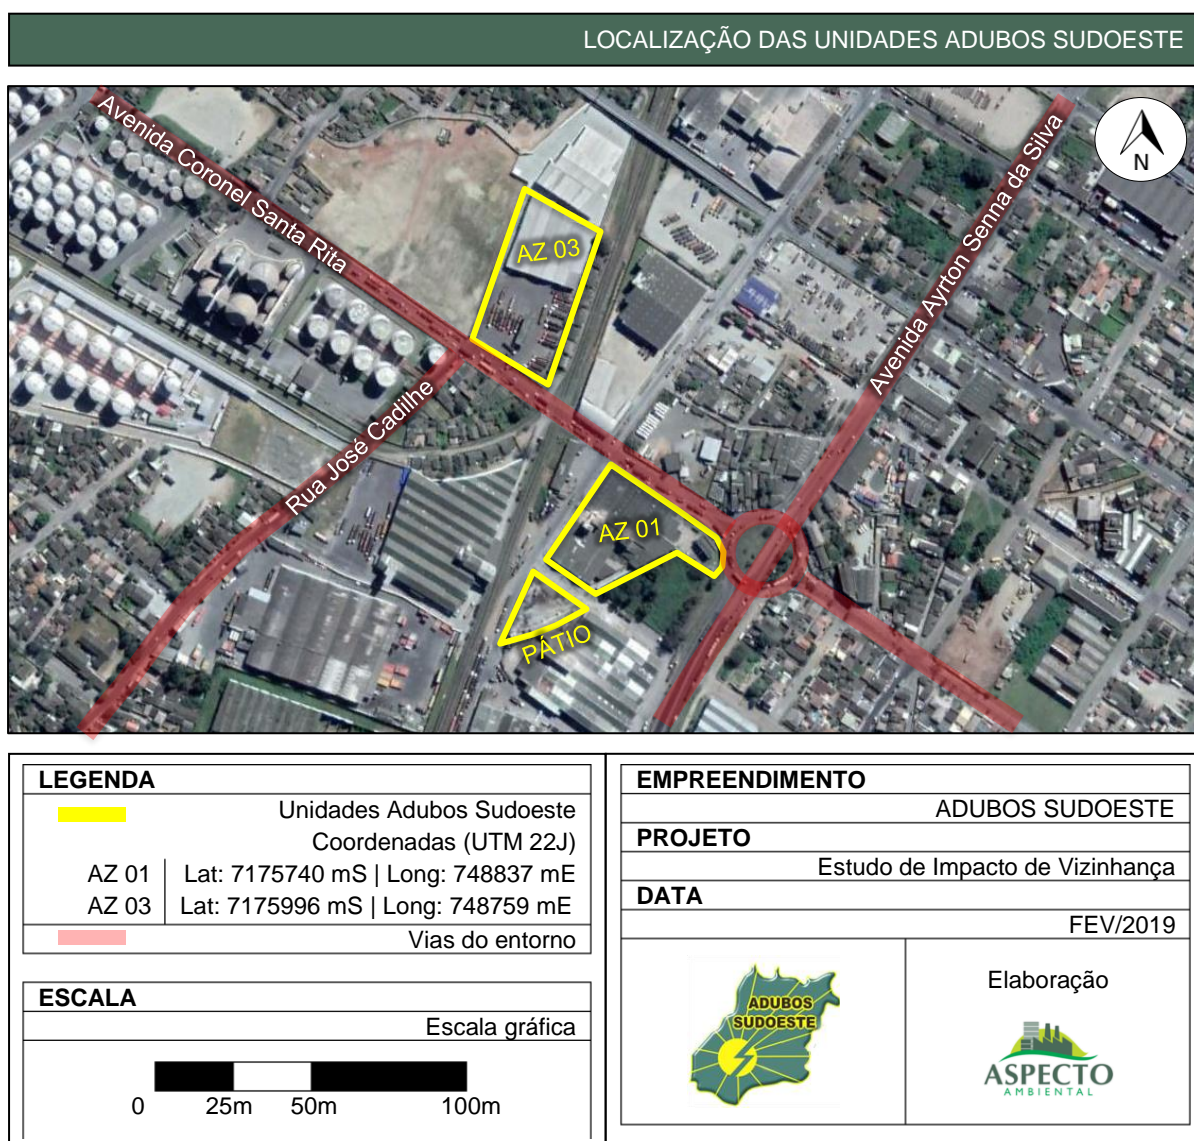 LOCALIZAÇÃO DAS UNIDADES ADUBOS SUDOESTE
Avenida Coronel Santa Rita
Avenida Ayrton Senna da Silva
N
AZ 03
Rua José Cadilhe
AZ 01
PÁTIO
LEGENDA
Unidades Adubos Sudoeste
Coordenadas (UTM 22J)
AZ 01 Lat: 7175740 mS | Long: 748837 mE
AZ 03 Lat: 7175996 mS | Long: 748759 mE
Vias do entorno
ESCALA
Escala gráfica
0 25m 50m 100m
EMPREENDIMENTO
ADUBOS SUDOESTE
PROJETO
Estudo de Impacto de Vizinhança
DATA
FEV/2019
ADUBOS
SUDOESTE
Elaboração
ASPECTO
AMBIENTAL